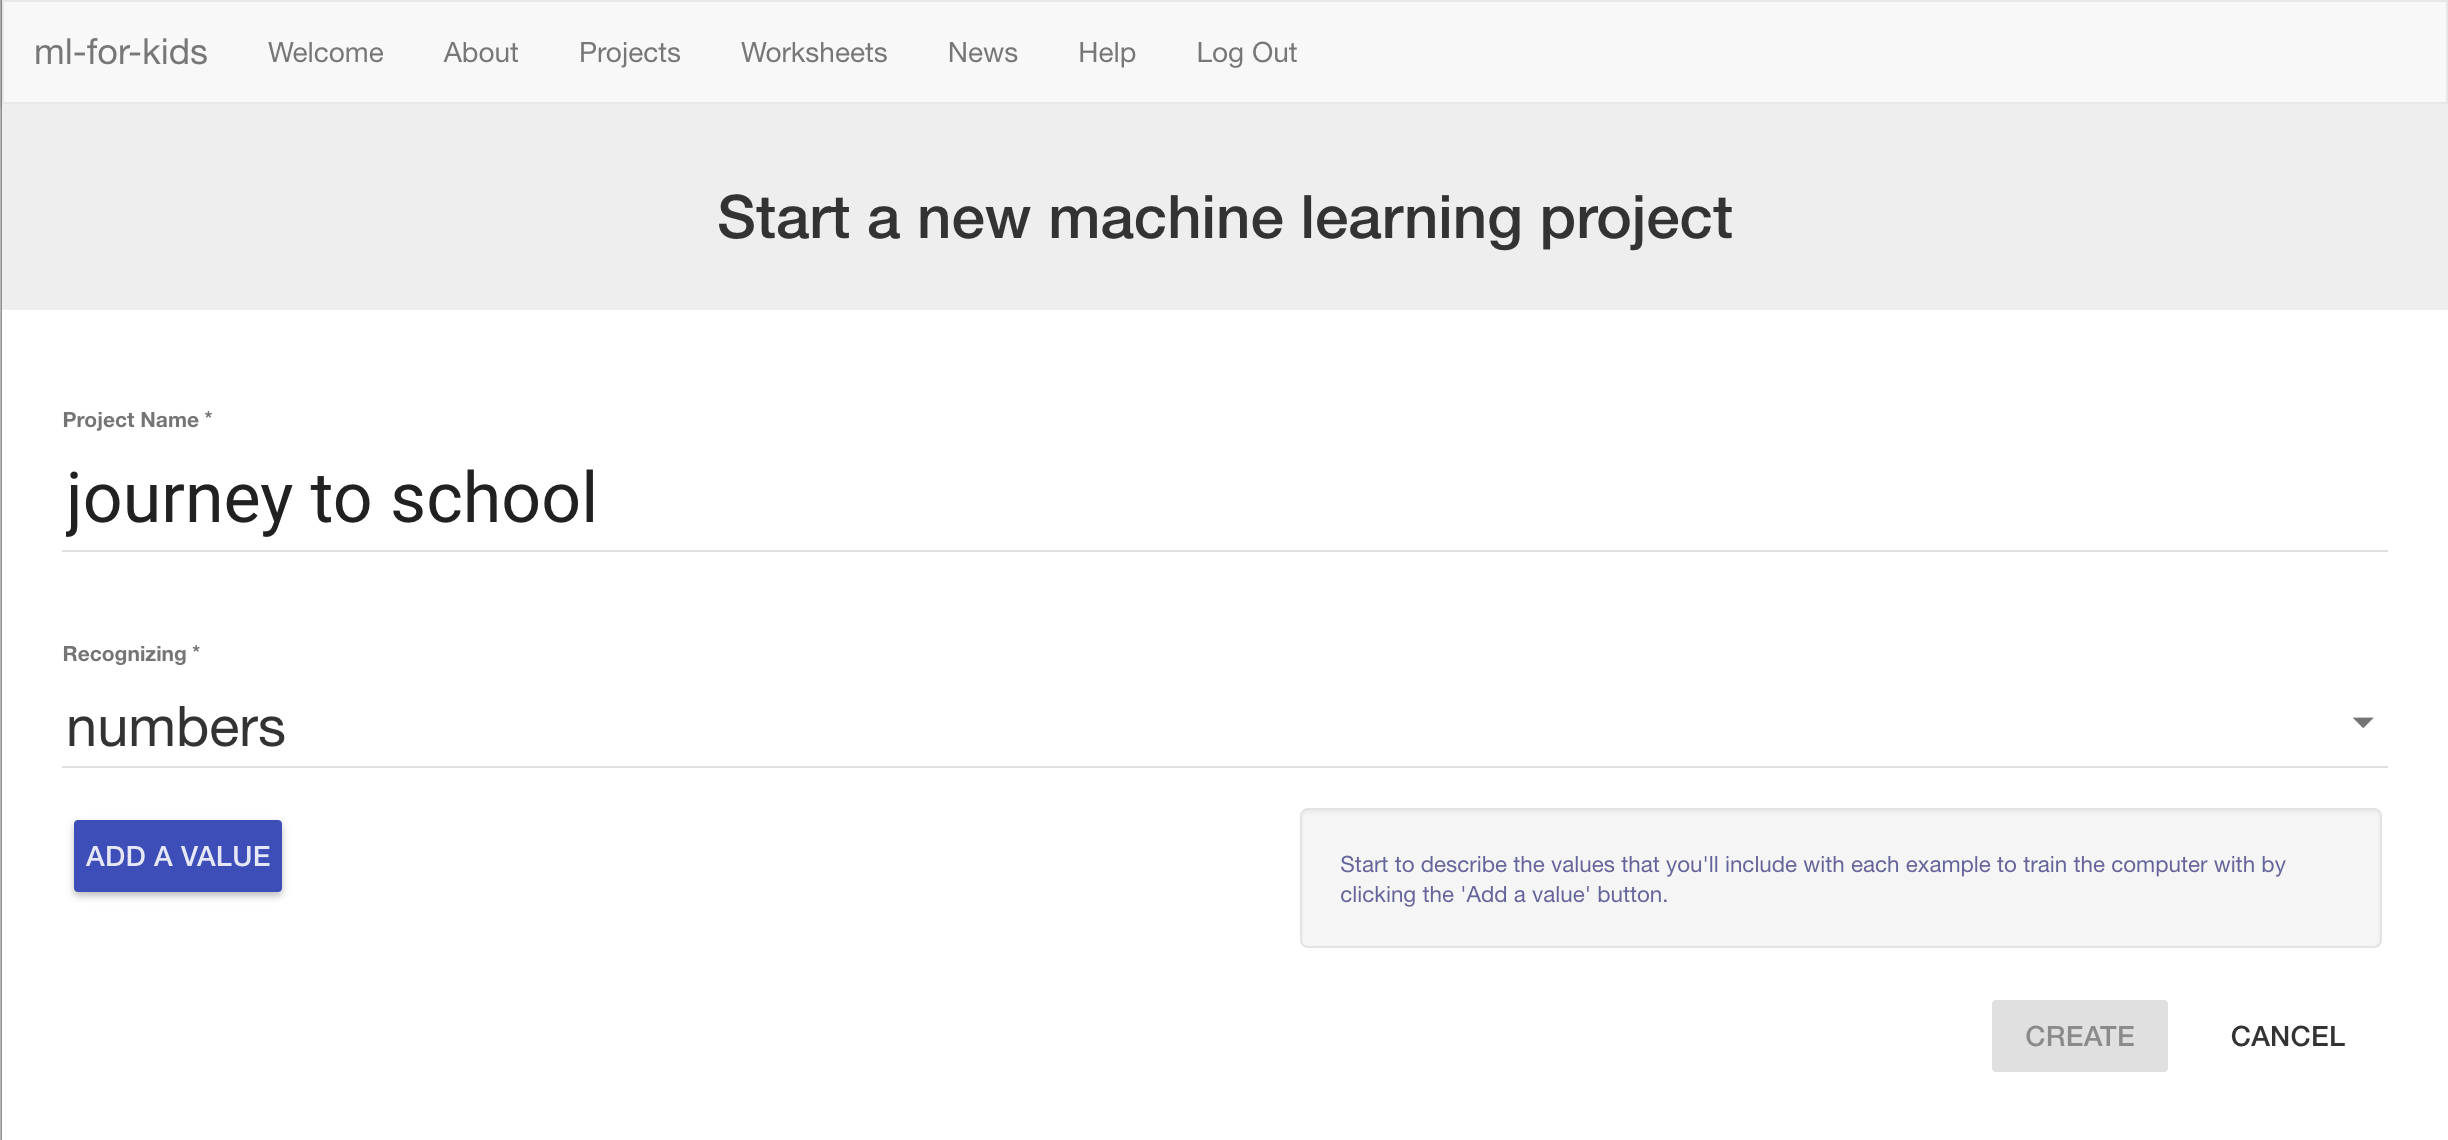 ml-for-kids Welcome About Projects Worksheets News Help Log Out
Start a new machine learning project
Project Name *
journey to school
Recognizing *
numbers
ADD A VALUE
Start to describe the values that you'll include with each example to train the computer with by
clicking the 'Add a value' button.
CREATE CANCEL